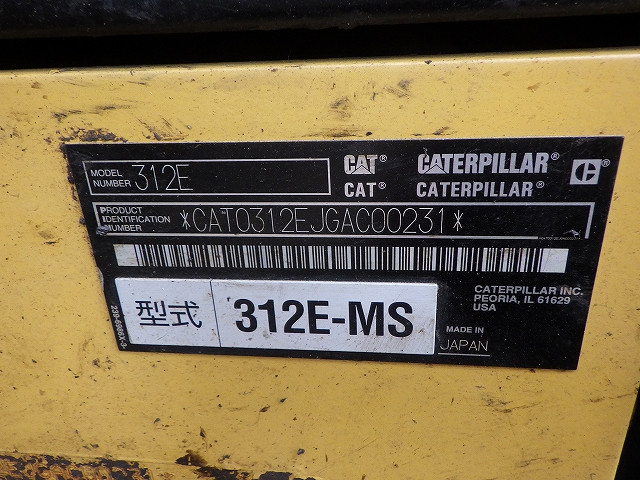 MODEL NUMBER 312E
CAT® CATERPILLAR®
CAT® CATERPILLAR®
PRODUCT IDENTIFICATION NUMBER *CAT0312EJGAC00231*
CATERPILLAR INC.
PEORIA, IL 61629
USA
型式 312E-MS
MADE IN
JAPAN